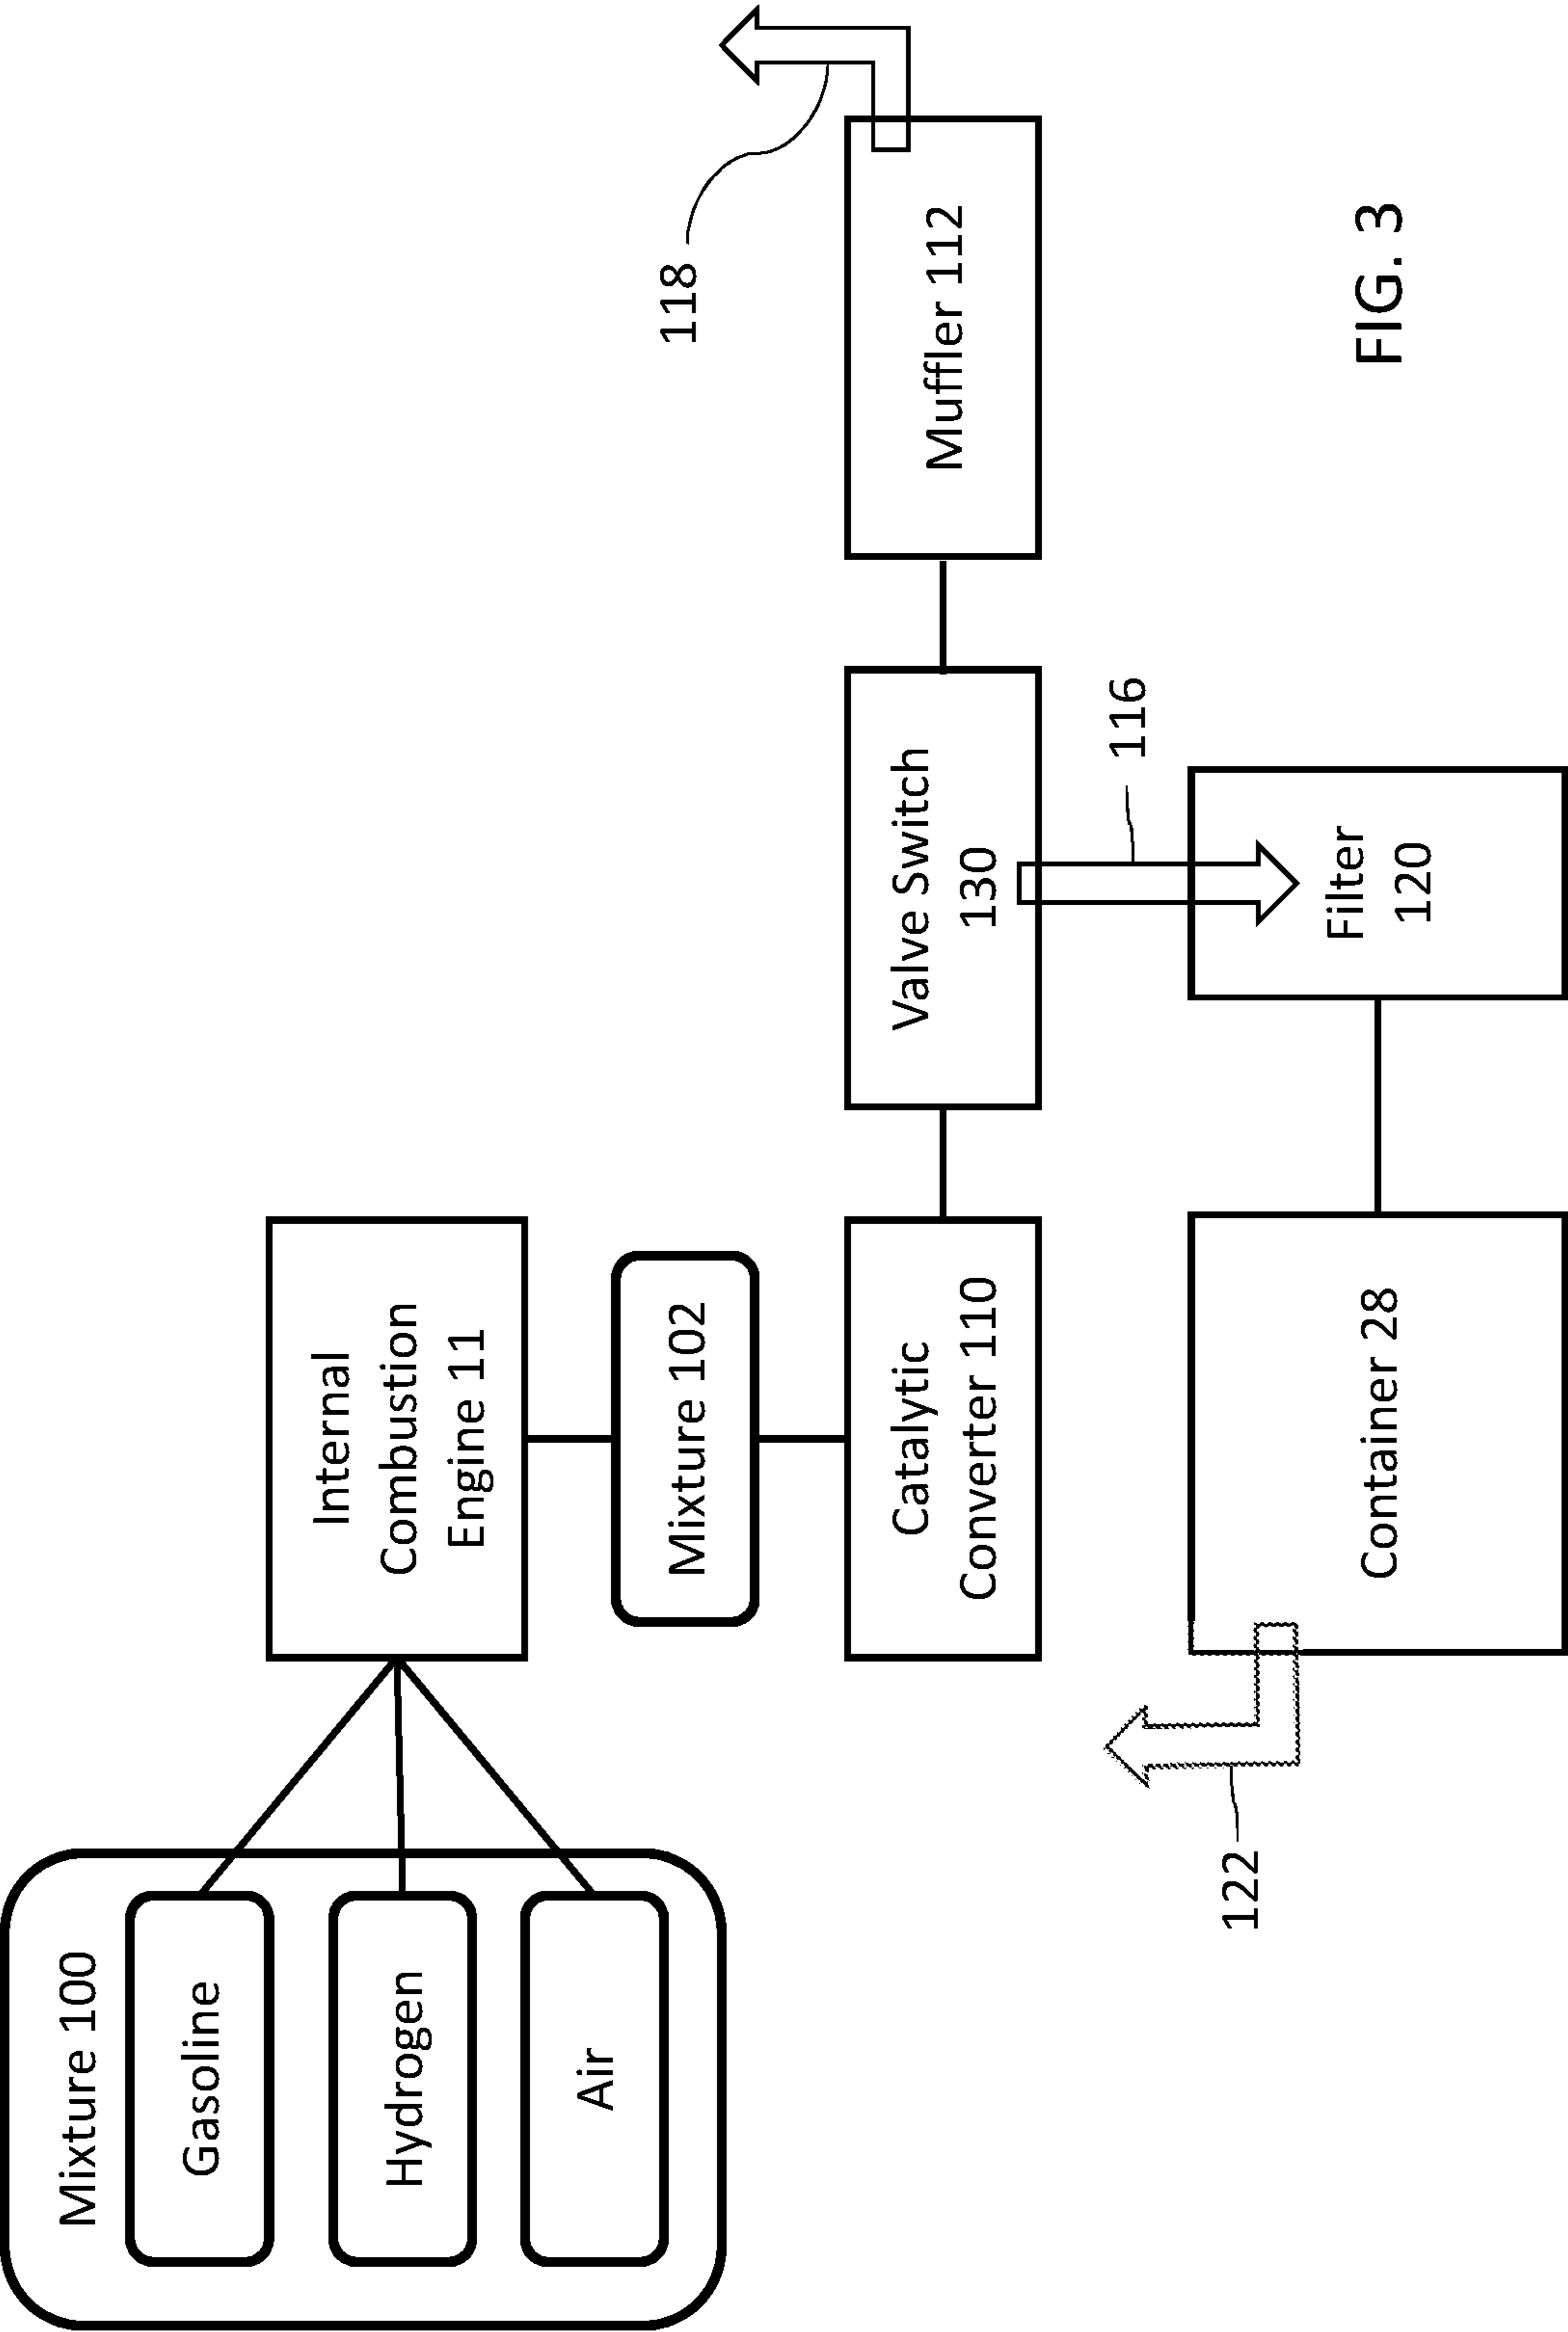 Mixture 100
Gasoline
Hydrogen
Air
Internal
Combustion
Engine 11
Mixture 102
Catalytic
Converter 110
Valve Switch
130
Muffler 112
118
116
Filter
120
Container 28
122
FIG. 3